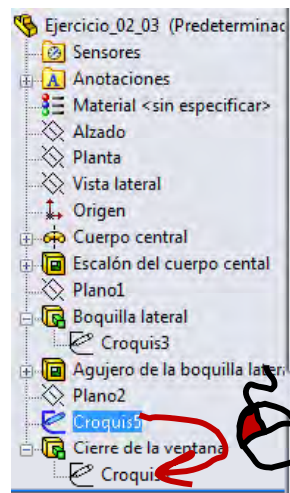 Ejercicio_02_03 (Predeterminac
Sensores
Anotaciones
Material <sin especificar>
Alzado
Planta
Vista lateral
Origen
Cuerpo central
Escalón del cuerpo cental
Plano1
Boquilla lateral
Croquis3
Agujero de la boquilla later
Plano2
Croquis5
Cierre de la ventana
Croquis